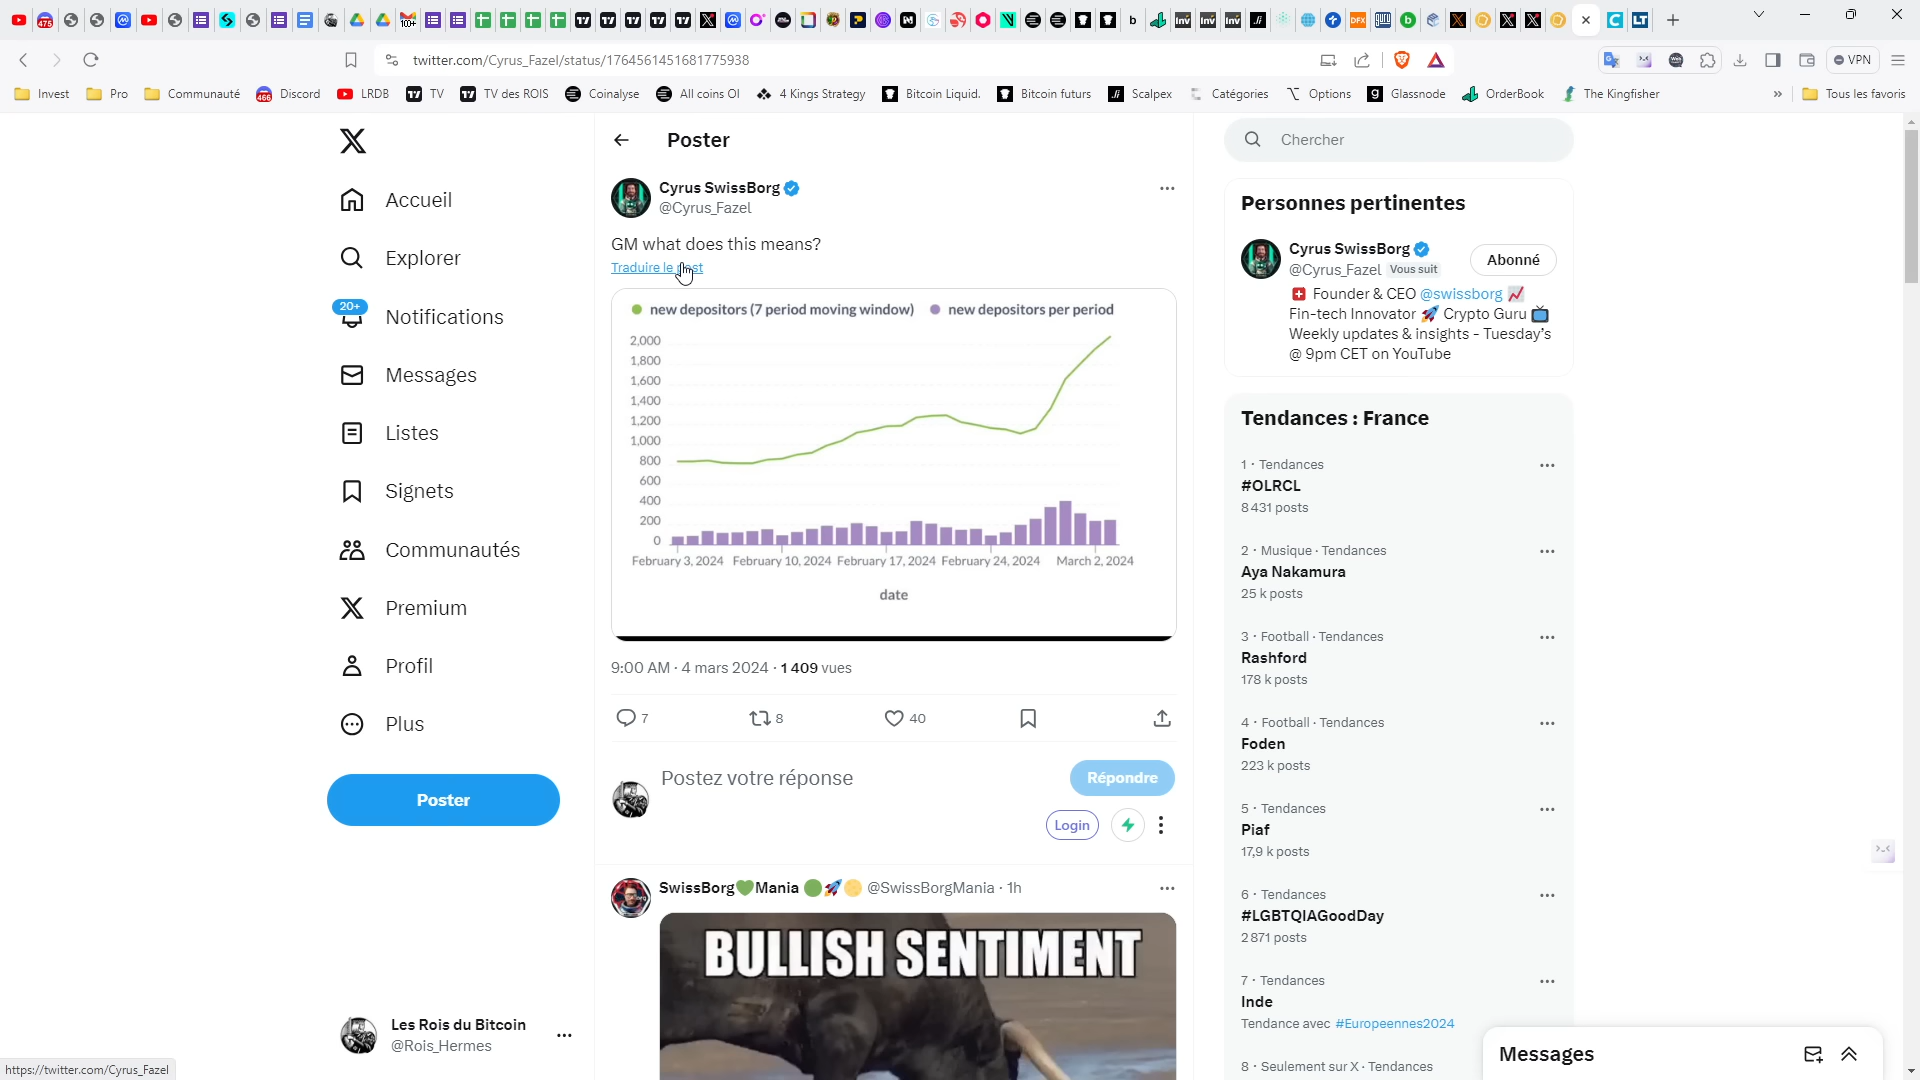 twitter.com/Cyrus_Fazel/status/1764561451681775938
VPN
Invest
Pro
Communauté
Discord
LRDB
TV
TV des ROIS
Coinalyse
All coins OI
4 Kings Strategy
Bitcoin Liquid.
Bitcoin futurs
Scalpex
Catégories
Options
Glassnode
OrderBook
The Kingfisher
»
Tous les favoris
Accueil
Explorer
20+
Notifications
Messages
Listes
Signets
Communautés
Premium
Profil
Plus
Poster
Les Rois du Bitcoin
@Rois_Hermes
https://twitter.com/Cyrus_Fazel
Poster
Cyrus SwissBorg
@Cyrus_Fazel
GM what does this means?
Traduire le post
new depositors (7 period moving window)
new depositors per period
2,000
1,800
1,600
1,400
1,200
1,000
800
600
400
200
0
February 3, 2024
February 10, 2024
February 17, 2024
February 24, 2024
March 2, 2024
date
9:00 AM · 4 mars 2024 · 1 409 vues
7
8
40
Postez votre réponse
Répondre
Login
SwissBorg💚Mania @SwissBorgMania · 1h
BULLISH SENTIMENT
Chercher
Personnes pertinentes
Cyrus SwissBorg
@Cyrus_Fazel Vous suit
Abonné
Founder & CEO @swissborg
Fin-tech Innovator 🚀 Crypto Guru
Weekly updates & insights - Tuesday’s
@ 9pm CET on YouTube
Tendances : France
1 · Tendances
#OLRCL
8 431 posts
2 · Musique · Tendances
Aya Nakamura
25 k posts
3 · Football · Tendances
Rashford
178 k posts
4 · Football · Tendances
Foden
223 k posts
5 · Tendances
Piaf
17,9 k posts
6 · Tendances
#LGBTQIAGoodDay
2 871 posts
7 · Tendances
Inde
Tendance avec #Europeennes2024
8 · Seulement sur X · Tendances
Messages